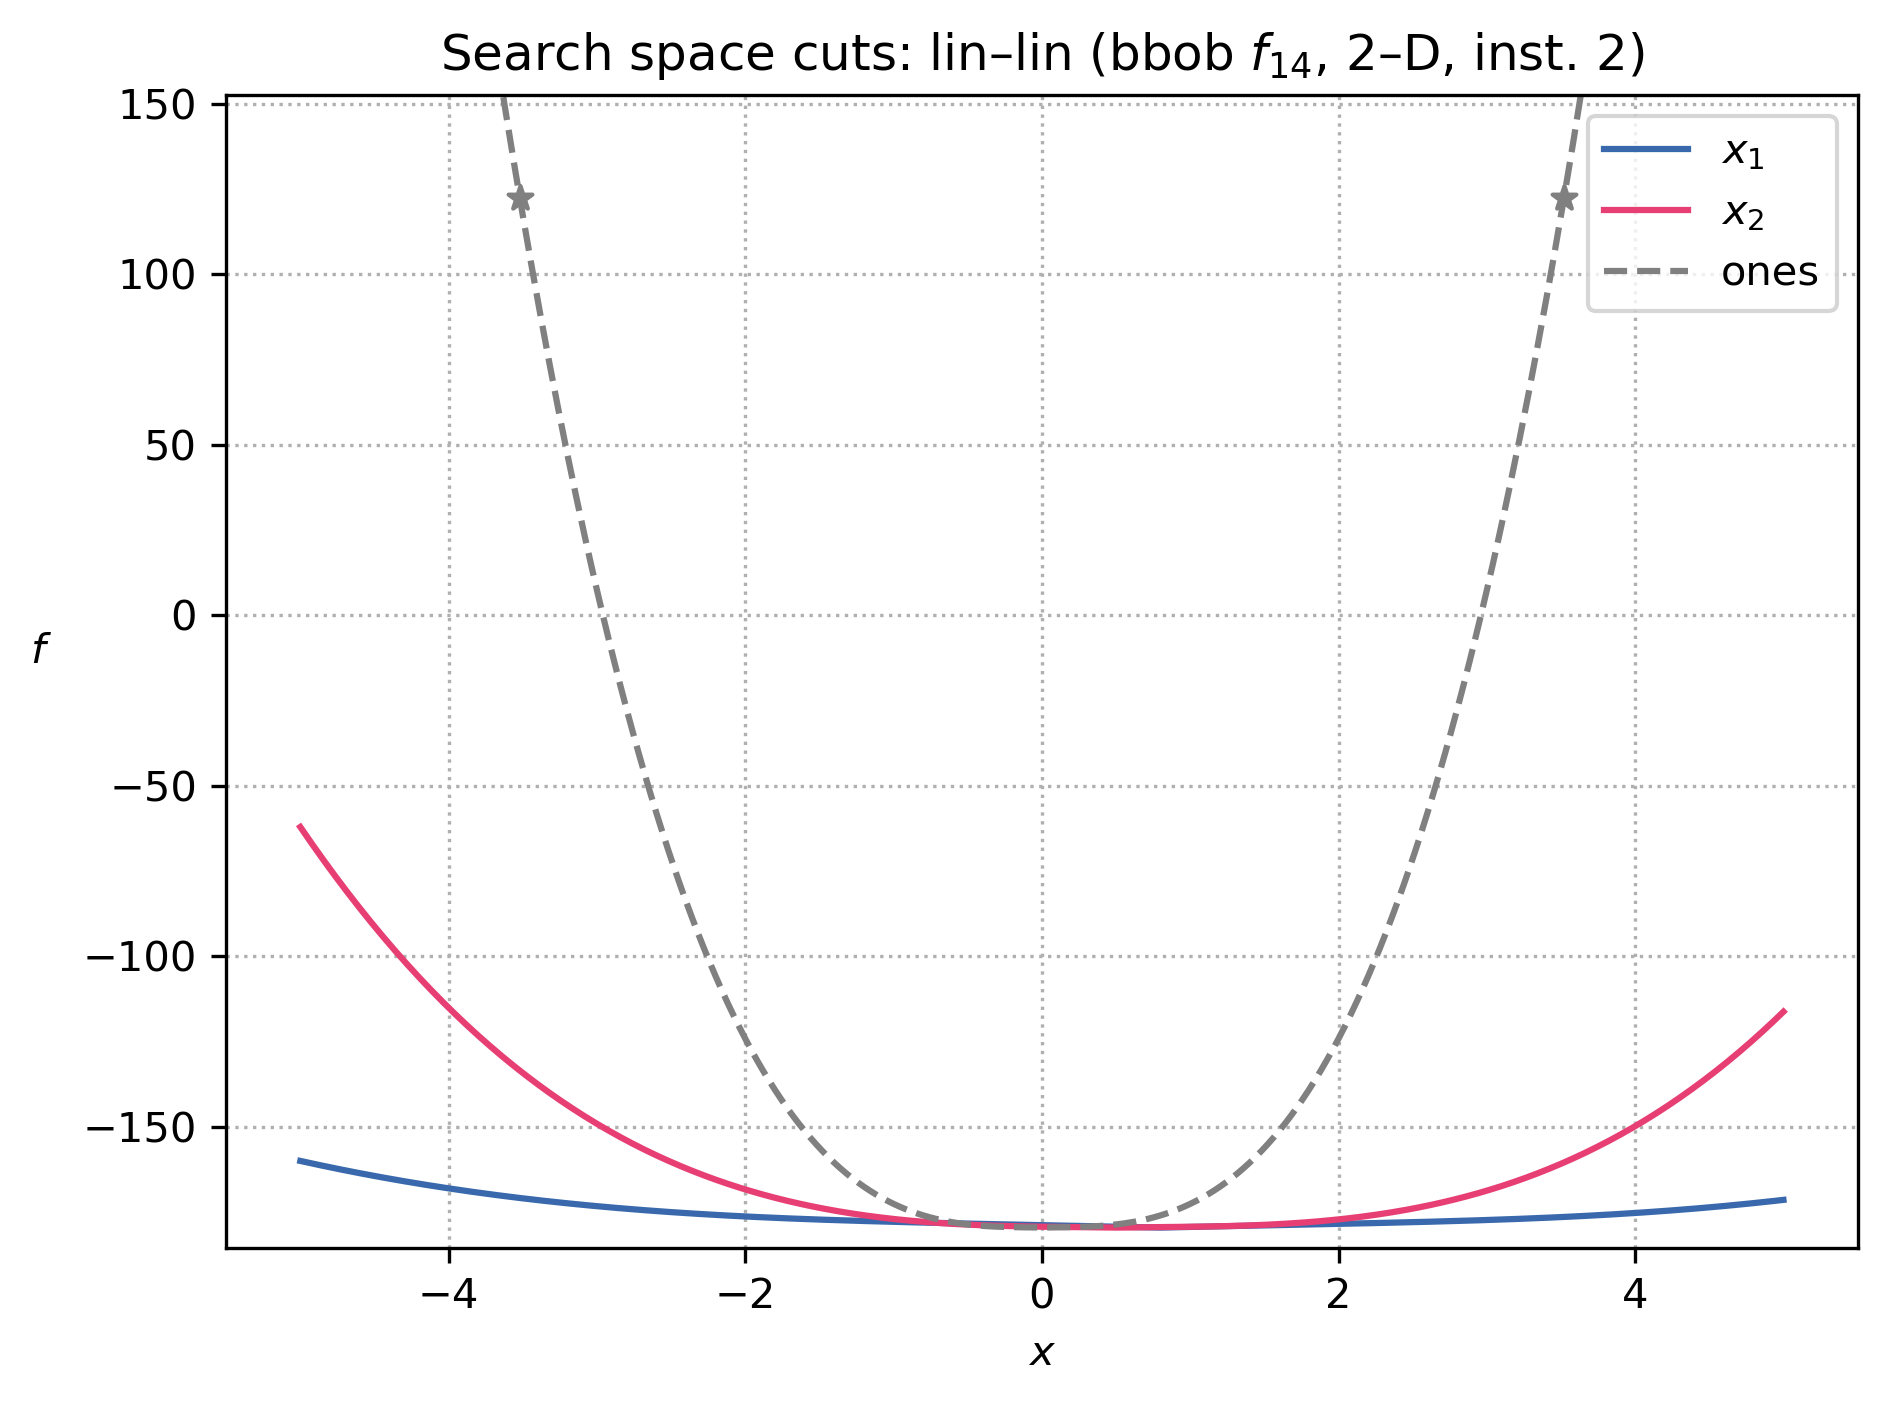 Search space cuts: lin–lin (bbob f₁₄, 2–D, inst. 2)
150
100
50
0
−50
−100
−150
f
x₁
x₂
ones
−4
−2
0
2
4
x